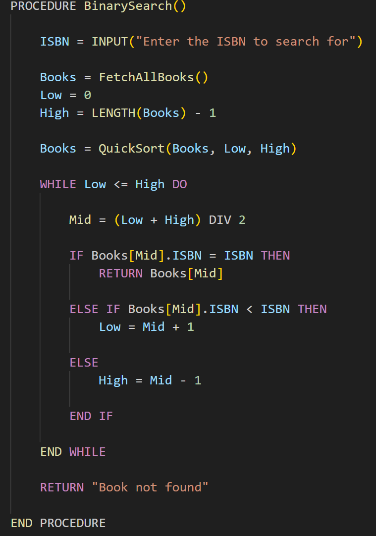 PROCEDURE BinarySearch()
ISBN = INPUT("Enter the ISBN to search for")
Books = FetchAllBooks()
Low = 0
High = LENGTH(Books) - 1
Books = QuickSort(Books, Low, High)
WHILE Low <= High DO
Mid = (Low + High) DIV 2
IF Books[Mid].ISBN = ISBN THEN
RETURN Books[Mid]
ELSE IF Books[Mid].ISBN < ISBN THEN
Low = Mid + 1
ELSE
High = Mid - 1
END IF
END WHILE
RETURN "Book not found"
END PROCEDURE